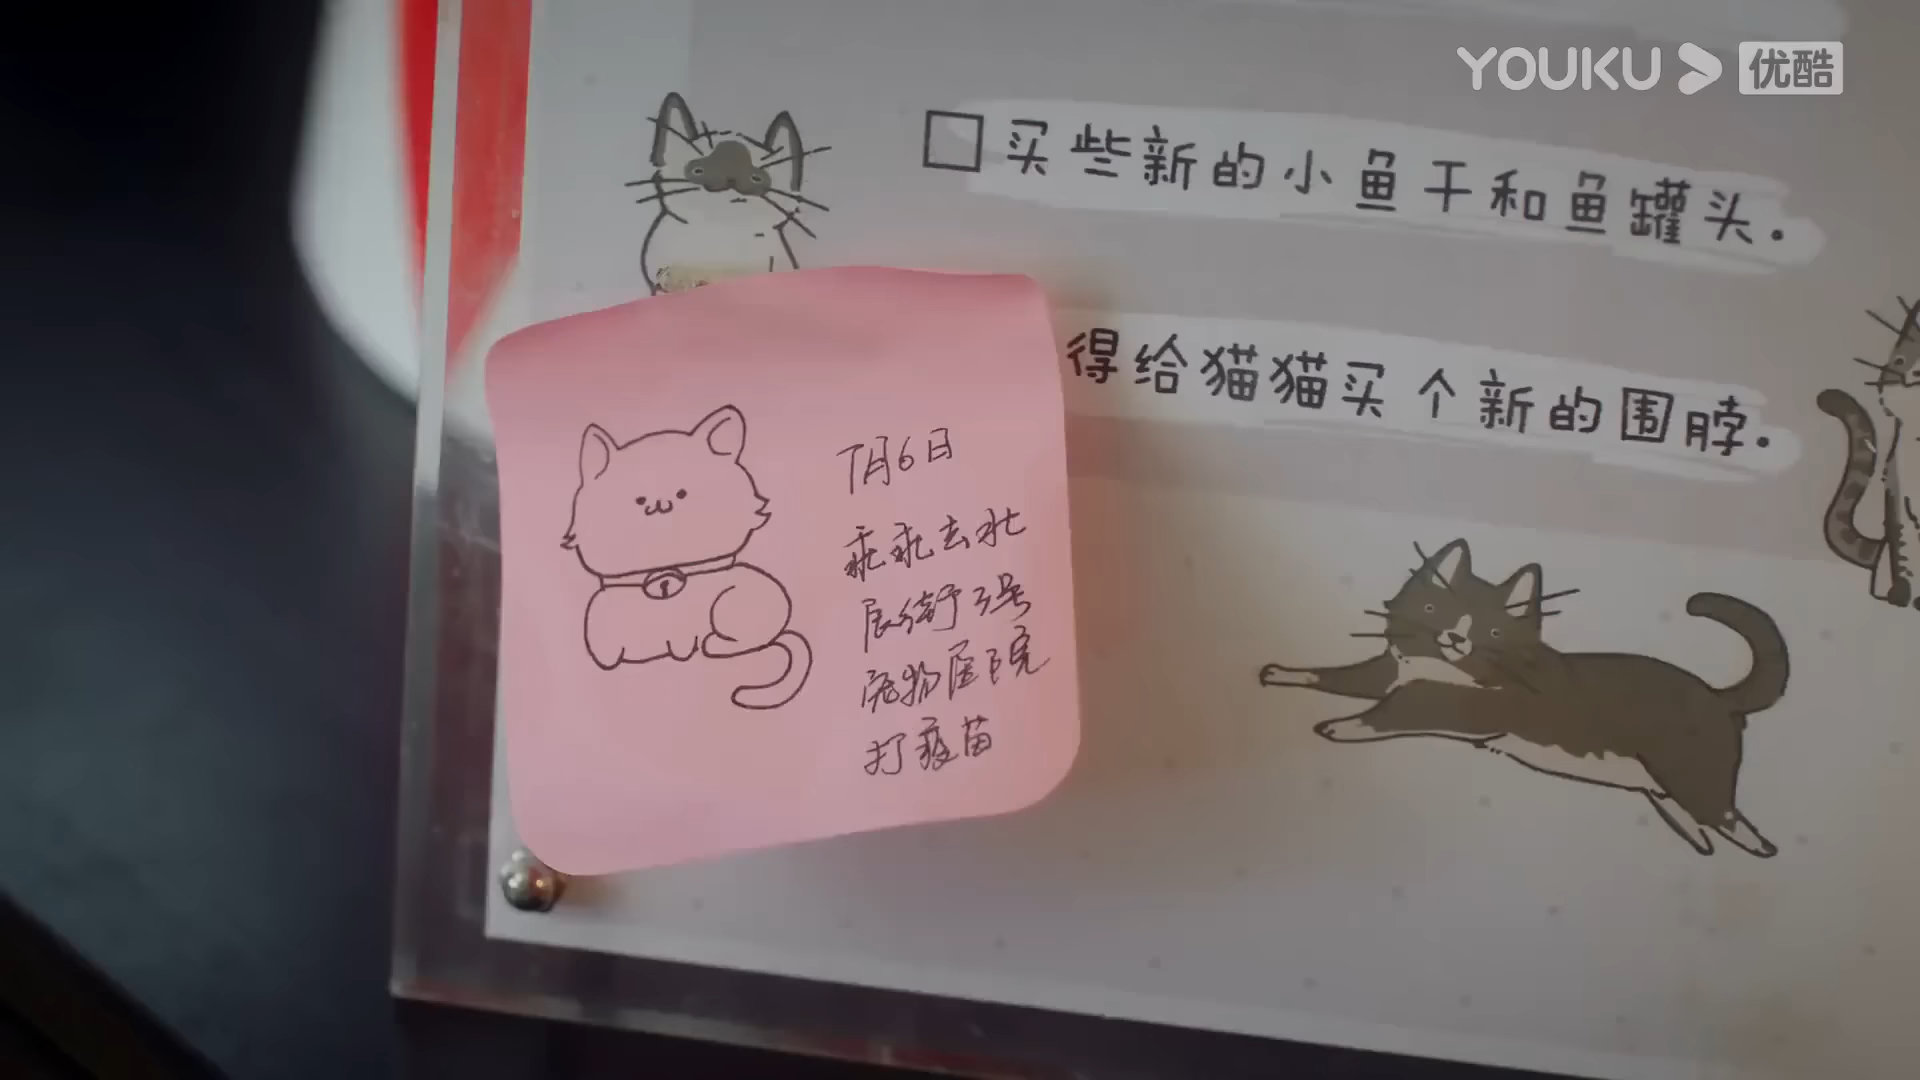 YOUKU 优酷
买些新的小鱼干和鱼罐头.
得给猫猫买个新的围脖.
7月6日
乖乖去北
辰街3号
宠物医院
打疫苗